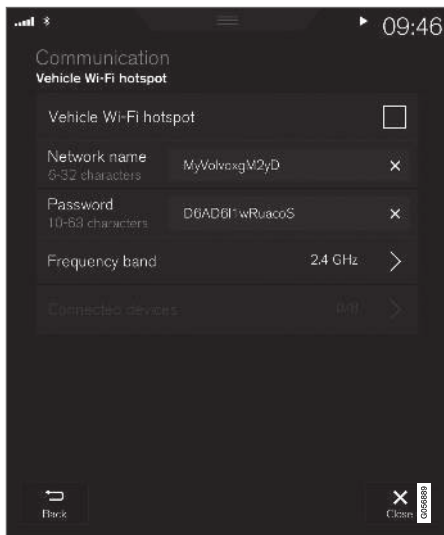 09:46
Communication
Vehicle Wi-Fi hotspot
Vehicle Wi-Fi hotspot
Network name
6-32 characters
MyVolvoxgM2yD
Password
10-63 characters
D6AD6I1wRuacoS
Frequency band
2.4 GHz
Connected devices
0/8
Back
Close
G056889